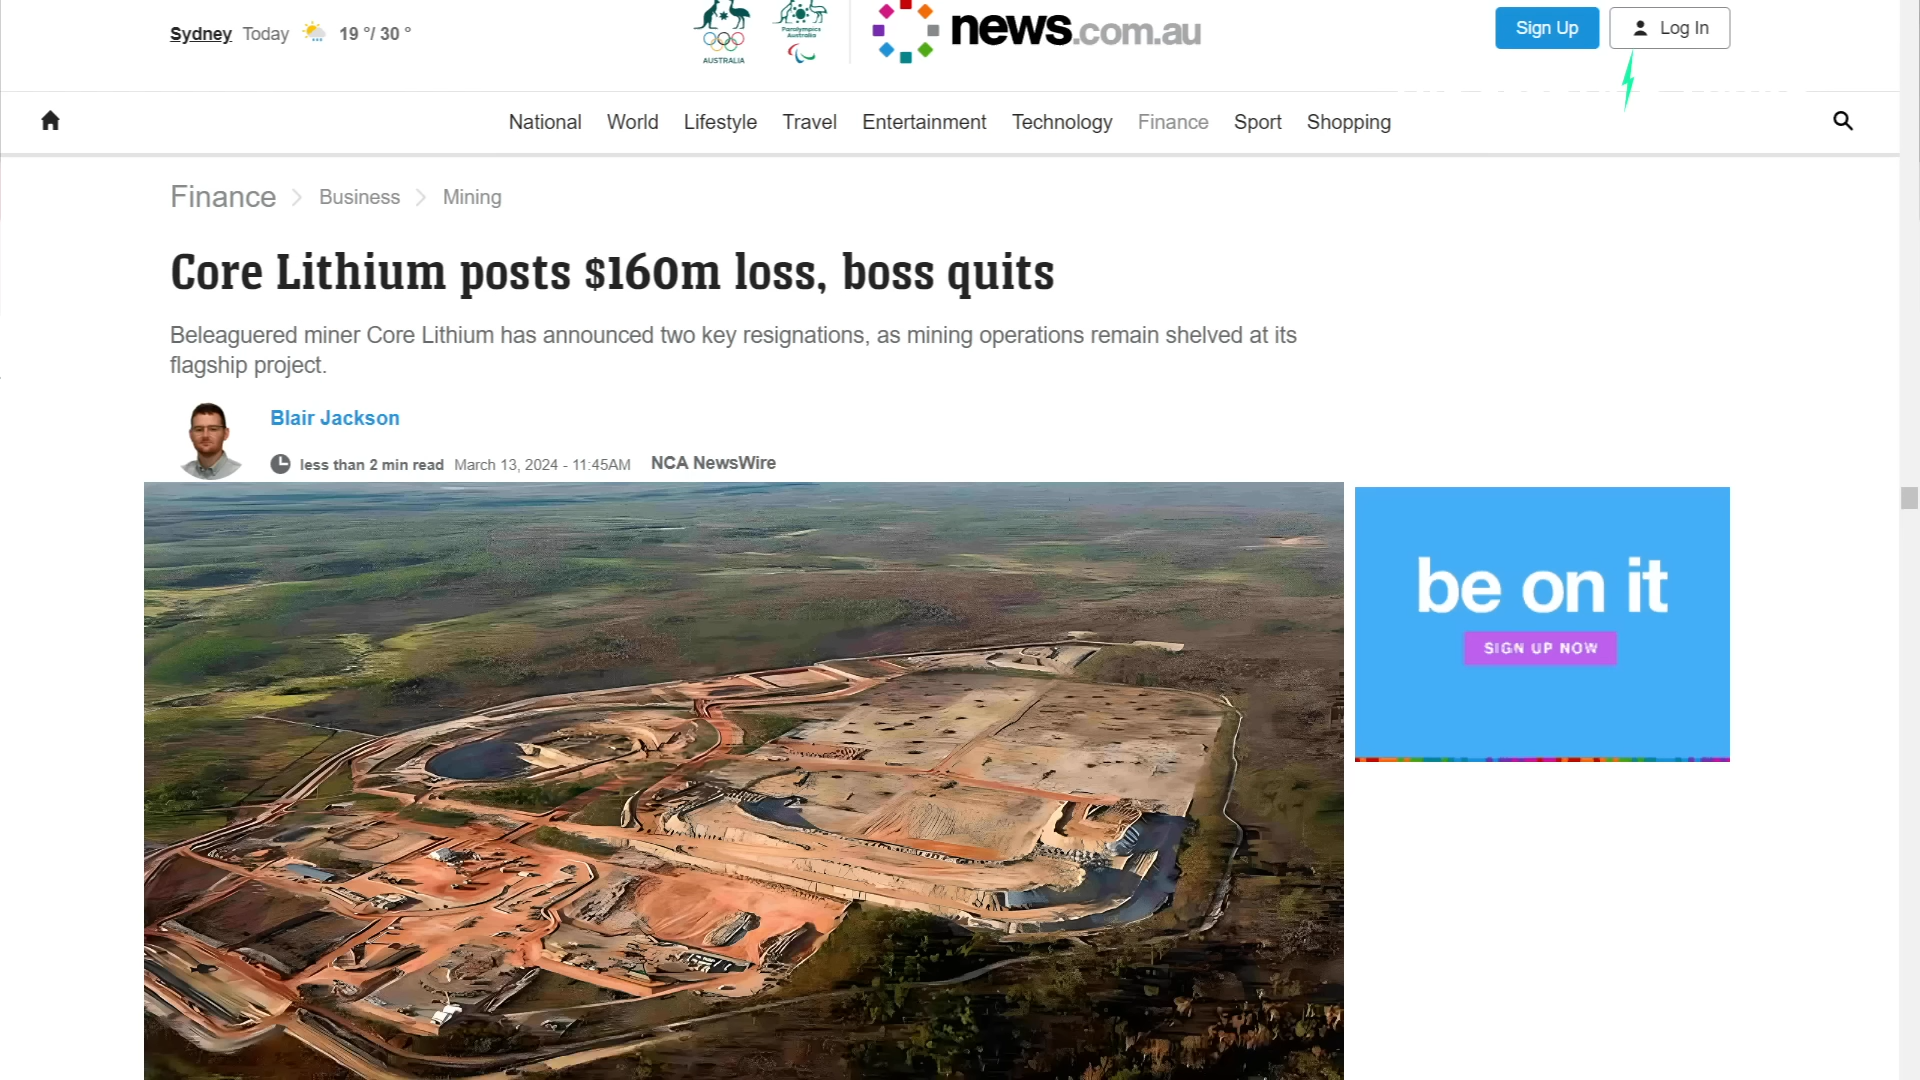 Sydney Today 19 °/ 30 °
AUSTRALIA
Paralympics
Australia
news.com.au
Sign Up
Log In
National World Lifestyle Travel Entertainment Technology Finance Sport Shopping
Finance Business Mining
Core Lithium posts $160m loss, boss quits
Beleaguered miner Core Lithium has announced two key resignations, as mining operations remain shelved at its
flagship project.
Blair Jackson
less than 2 min read March 13, 2024 - 11:45AM NCA NewsWire
be on it
SIGN UP NOW